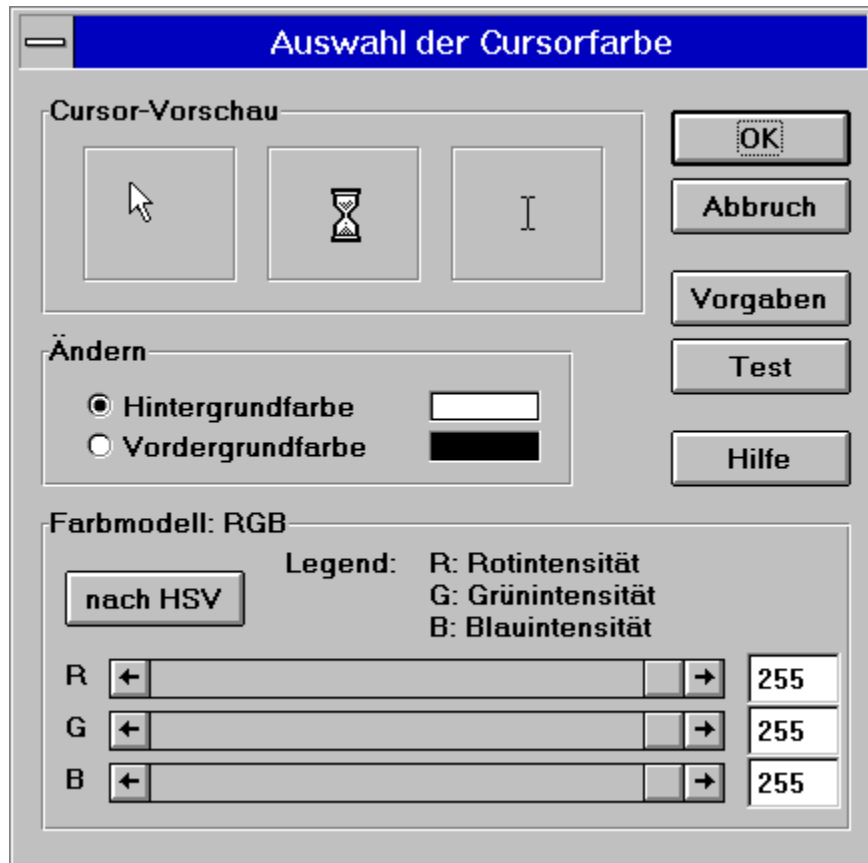 Auswahl der Cursorfarbe
Cursor-Vorschau
OK
Abbruch
Vorgaben
Test
Hilfe
Ändern
Hintergrundfarbe
Vordergrundfarbe
Farbmodell: RGB
nach HSV
Legend: R: Rotintensität
G: Grünintensität
B: Blauintensität
R 255
G 255
B 255